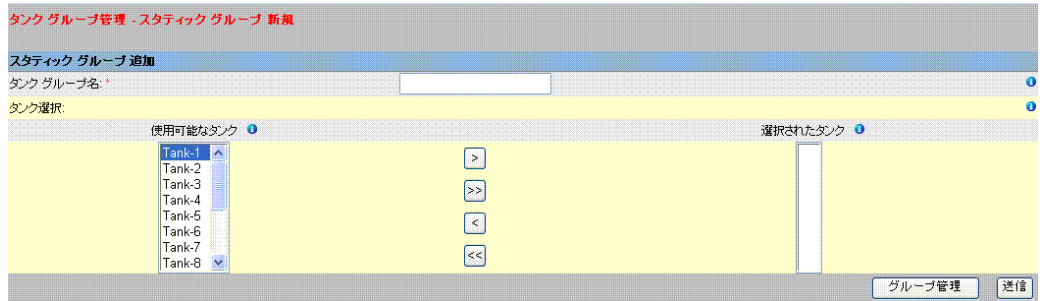 タンク グループ管理 - スタティック グループ 新規
スタティック グループ 追加
タンク グループ名: *
タンク選択:
使用可能なタンク 選択されたタンク
Tank-1
Tank-2
Tank-3
Tank-4
Tank-5
Tank-6
Tank-7
Tank-8
>
>>
<
<<
グループ管理 送信